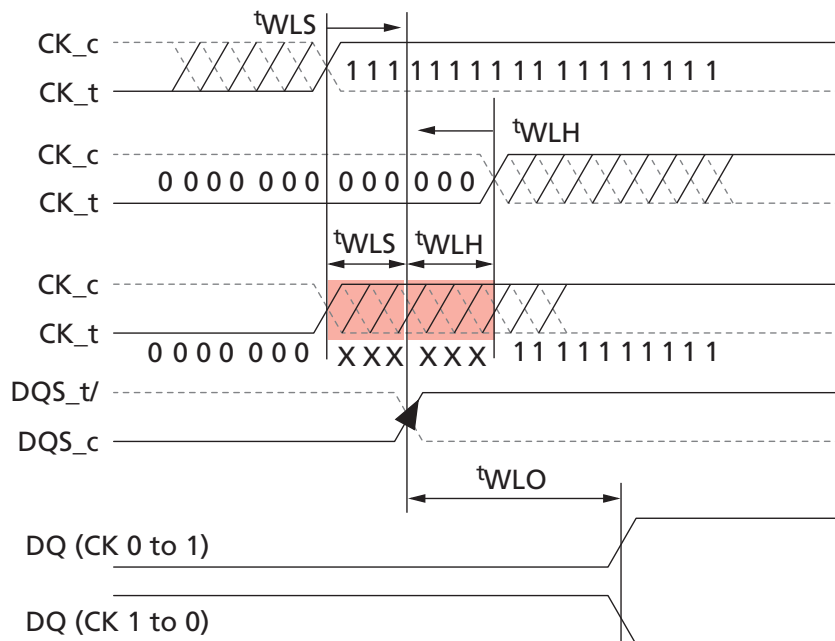 tWLS
CK_c
1 1 1 1 1 1 1 1 1 1 1 1 1 1 1 1 1
CK_t
tWLH
CK_c
0 0 0 0 0 0 0 0 0 0 0 0 0
CK_t
tWLS tWLH
CK_c
CK_t
0 0 0 0 0 0 0 X X X X X X 1 1 1 1 1 1 1 1 1
DQS_t/
DQS_c
tWLO
DQ (CK 0 to 1)
DQ (CK 1 to 0)